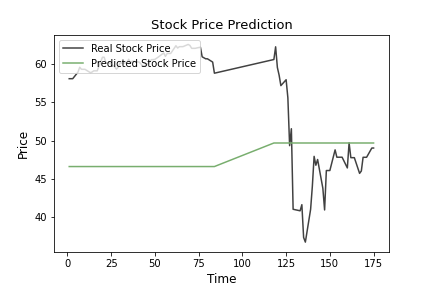 Stock Price Prediction
Real Stock Price
Predicted Stock Price
60
55
50
45
40
Price
0 25 50 75 100 125 150 175
Time